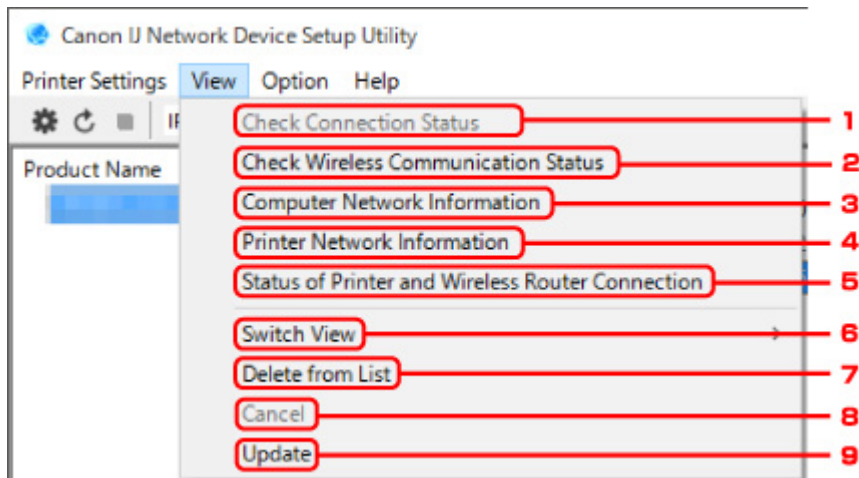 Canon IJ Network Device Setup Utility
Printer Settings View Option Help
Check Connection Status 1
Product Name
Check Wireless Communication Status 2
Computer Network Information 3
Printer Network Information 4
Status of Printer and Wireless Router Connection 5
Switch View 6
Delete from List 7
Cancel 8
Update 9